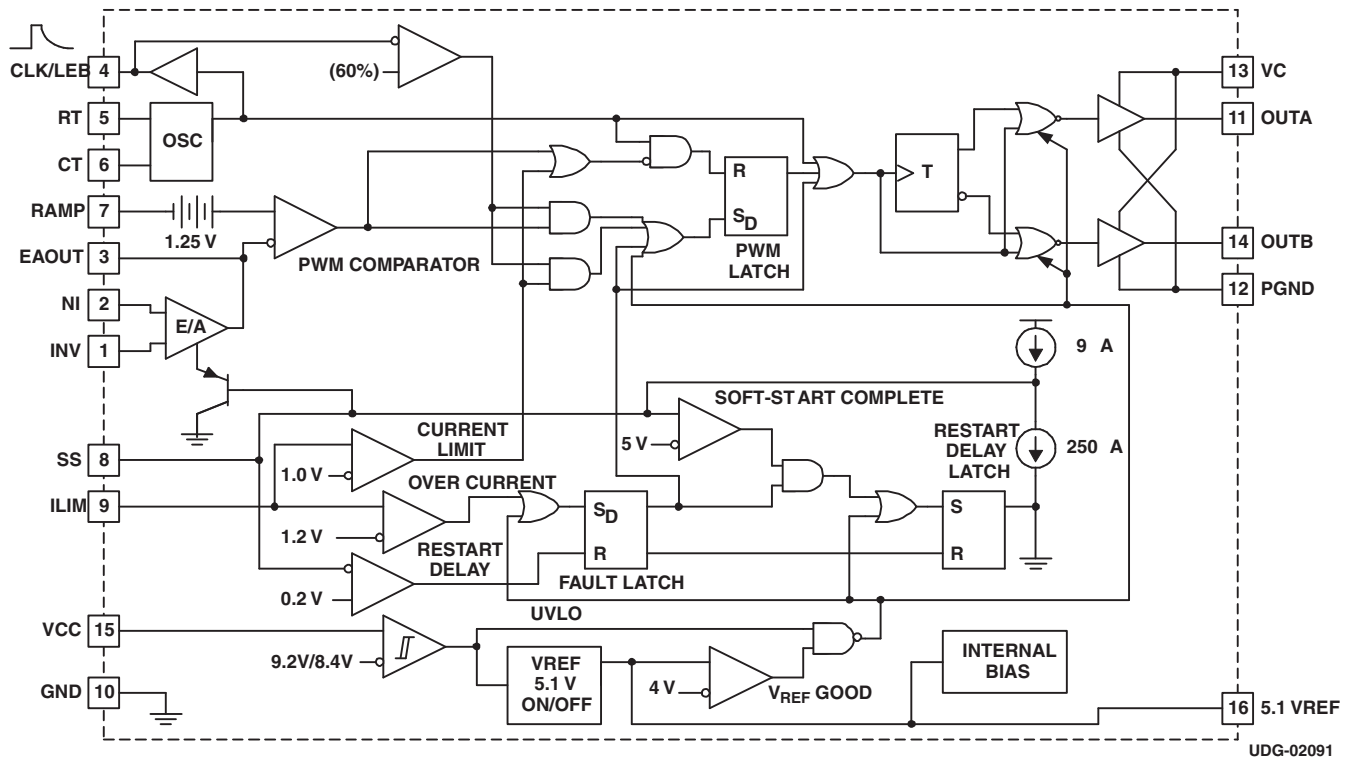 CLK/LEB 4
(60%)
13 VC
RT 5
OSC
11 OUTA
CT 6
R
T
RAMP 7
1.25 V
SD
EAOUT 3
PWM COMPARATOR
PWM
LATCH
14 OUTB
NI 2
12 PGND
E/A
INV 1
9 A
SOFT-ST ART COMPLETE
CURRENT
LIMIT
5 V
RESTART
DELAY
LATCH
250 A
SS 8
1.0 V
OVER CURRENT
ILIM 9
SD
S
1.2 V
RESTART
DELAY
R
R
FAULT LATCH
0.2 V
UVLO
VCC 15
9.2V/8.4V
VREF
5.1 V
ON/OFF
4 V
VREF GOOD
INTERNAL
BIAS
GND 10
16 5.1 VREF
UDG-02091